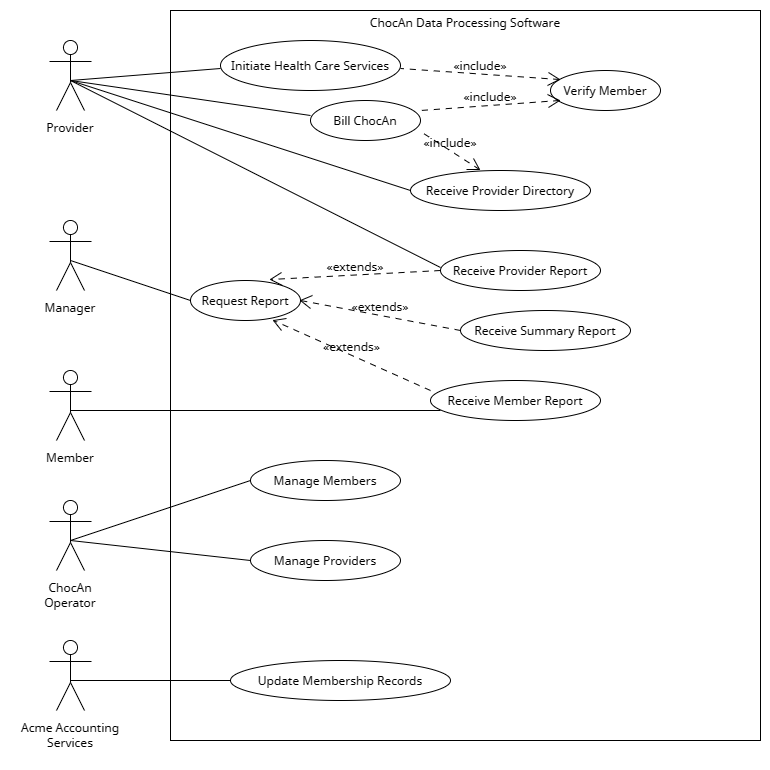 ChocAn Data Processing Software
Provider
Initiate Health Care Services
«include»
Verify Member
«include»
Bill ChocAn
«include»
Receive Provider Directory
Manager
Receive Provider Report
«extends»
Request Report
«extends»
Receive Summary Report
«extends»
Member
Receive Member Report
Manage Members
ChocAn
Operator
Manage Providers
Acme Accounting
Services
Update Membership Records